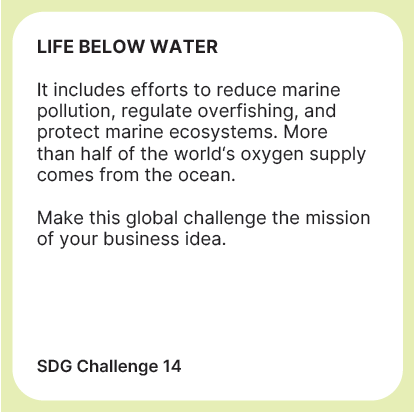 LIFE BELOW WATER
It includes efforts to reduce marine
pollution, regulate overfishing, and
protect marine ecosystems. More
than half of the world‘s oxygen supply
comes from the ocean.
Make this global challenge the mission
of your business idea.
SDG Challenge 14